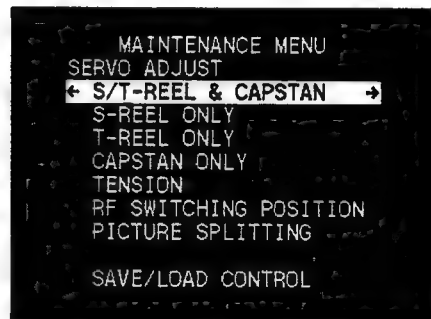 MAINTENANCE MENU
SERVO ADJUST
← S/T-REEL & CAPSTAN →
S-REEL ONLY
T-REEL ONLY
CAPSTAN ONLY
TENSION
RF SWITCHING POSITION
PICTURE SPLITTING
SAVE/LOAD CONTROL